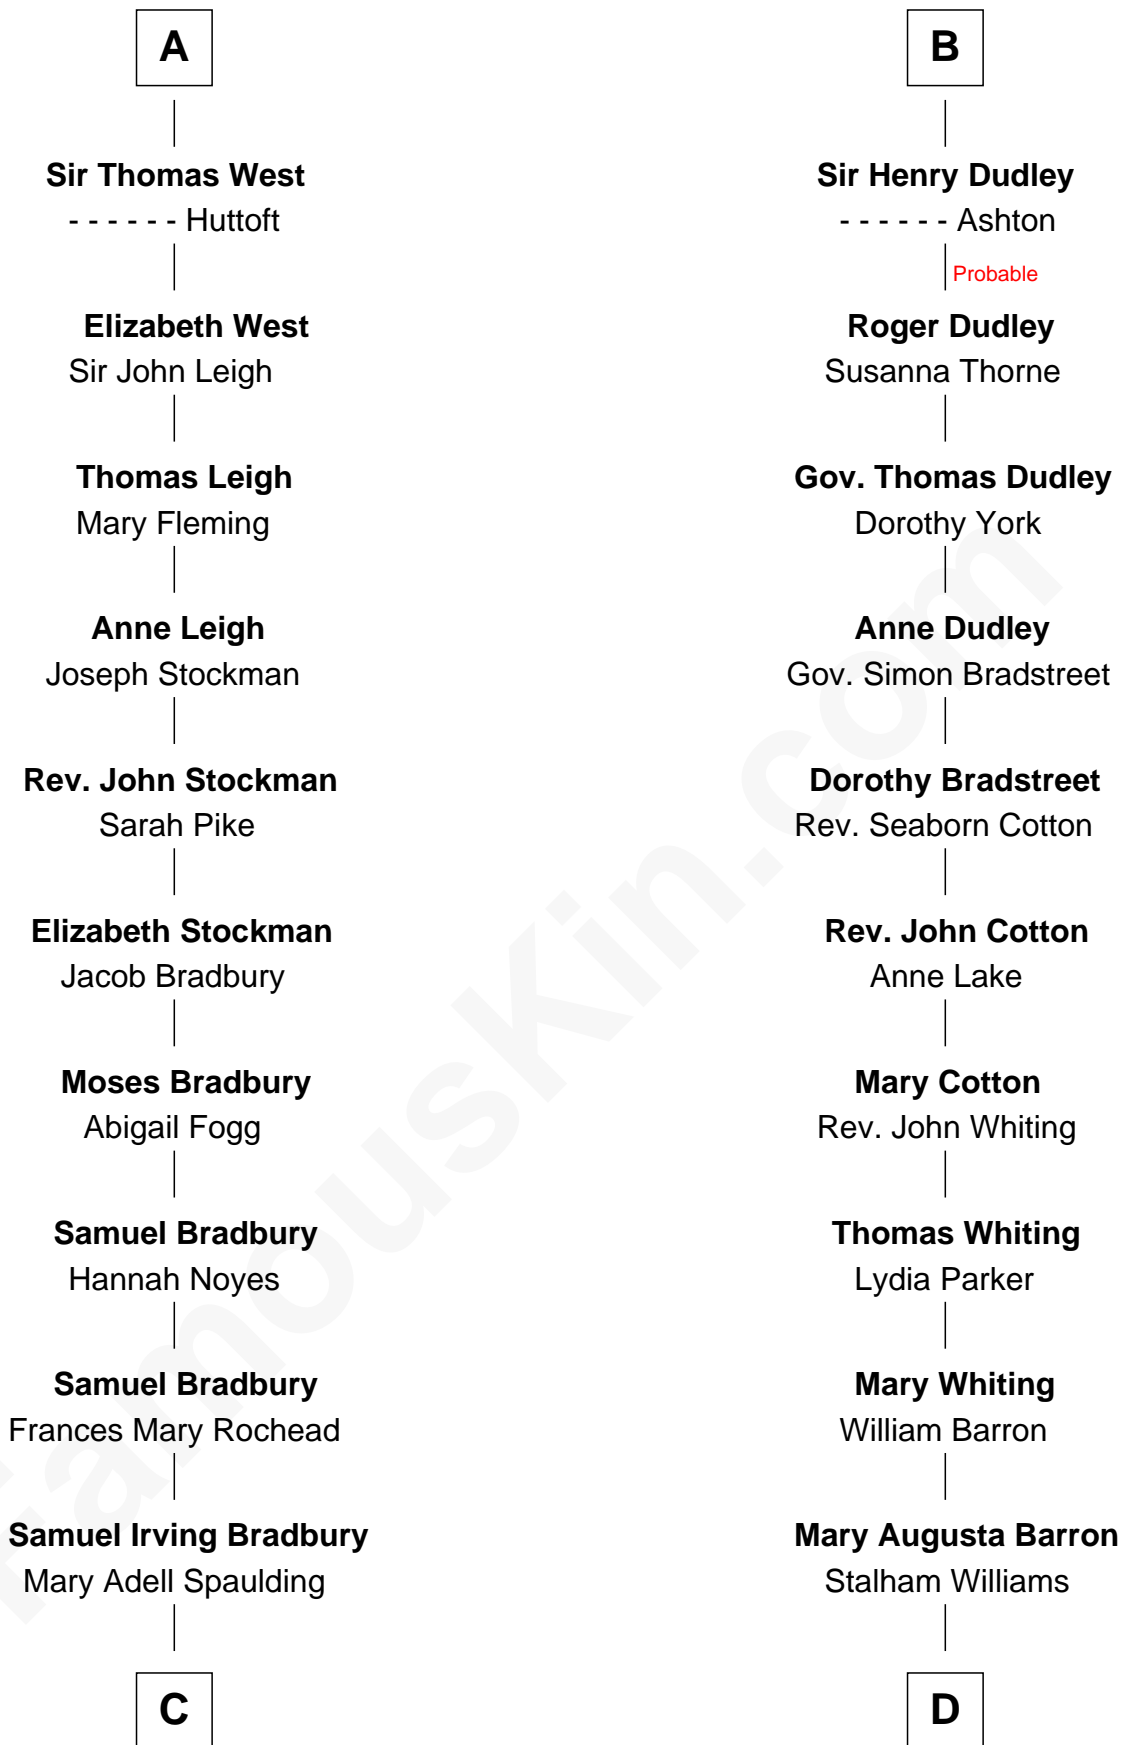 A
Sir Thomas West
- - - - - - Huttoft
Elizabeth West
Sir John Leigh
Thomas Leigh
Mary Fleming
Anne Leigh
Joseph Stockman
Rev. John Stockman
Sarah Pike
Elizabeth Stockman
Jacob Bradbury
Moses Bradbury
Abigail Fogg
Samuel Bradbury
Hannah Noyes
Samuel Bradbury
Frances Mary Rochead
Samuel Irving Bradbury
Mary Adell Spaulding
C
B
Sir Henry Dudley
- - - - - - Ashton
Probable
Roger Dudley
Susanna Thorne
Gov. Thomas Dudley
Dorothy York
Anne Dudley
Gov. Simon Bradstreet
Dorothy Bradstreet
Rev. Seaborn Cotton
Rev. John Cotton
Anne Lake
Mary Cotton
Rev. John Whiting
Thomas Whiting
Lydia Parker
Mary Whiting
William Barron
Mary Augusta Barron
Stalham Williams
D
FamousKin.com